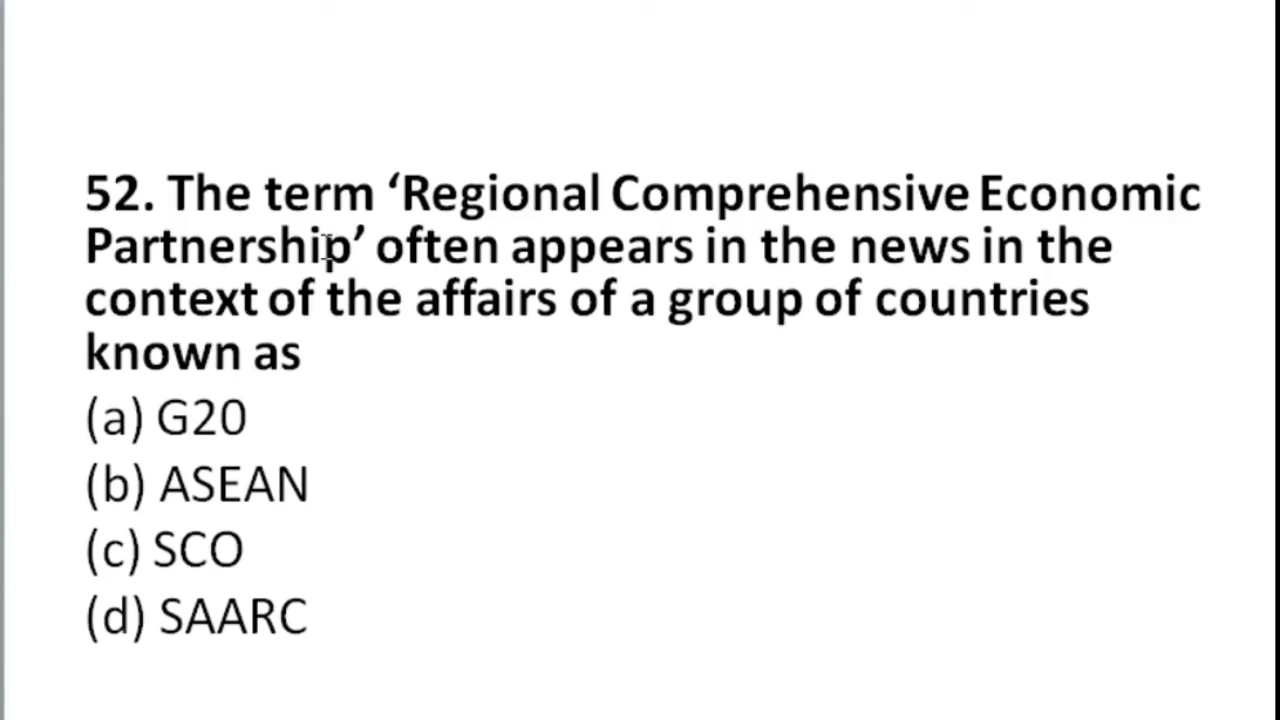 52. The term ‘Regional Comprehensive Economic
Partnership’ often appears in the news in the
context of the affairs of a group of countries
known as
(a) G20
(b) ASEAN
(c) SCO
(d) SAARC